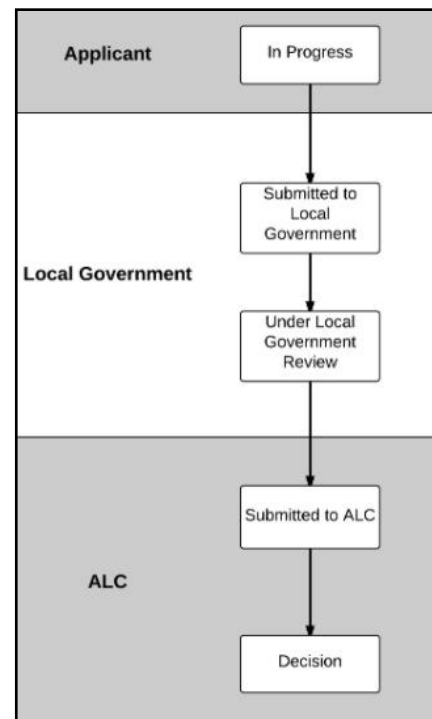 Applicant
In Progress
Submitted to
Local
Government
Local Government
Under Local
Government
Review
Submitted to ALC
ALC
Decision